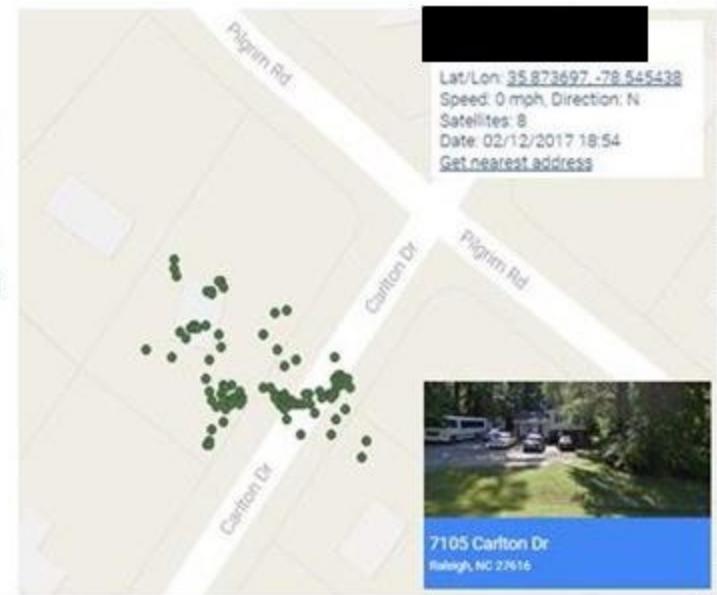 Pilgrim Rd
Lat/Lon: 35.873697, -78.545438
Speed: 0 mph, Direction: N
Satellites: 8
Date: 02/12/2017 18:54
Get nearest address
Carlton Dr
Pilgrim Rd
Carlton Dr
7105 Carlton Dr
Raleigh, NC 27616